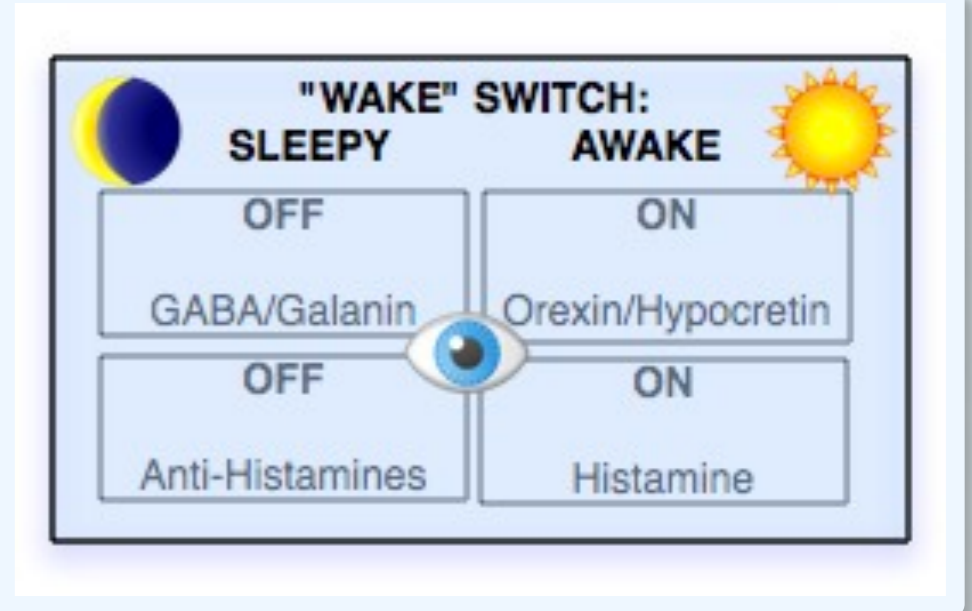 "WAKE" SWITCH:
SLEEPY AWAKE
OFF ON
GABA/Galanin Orexin/Hypocretin
OFF ON
Anti-Histamines Histamine